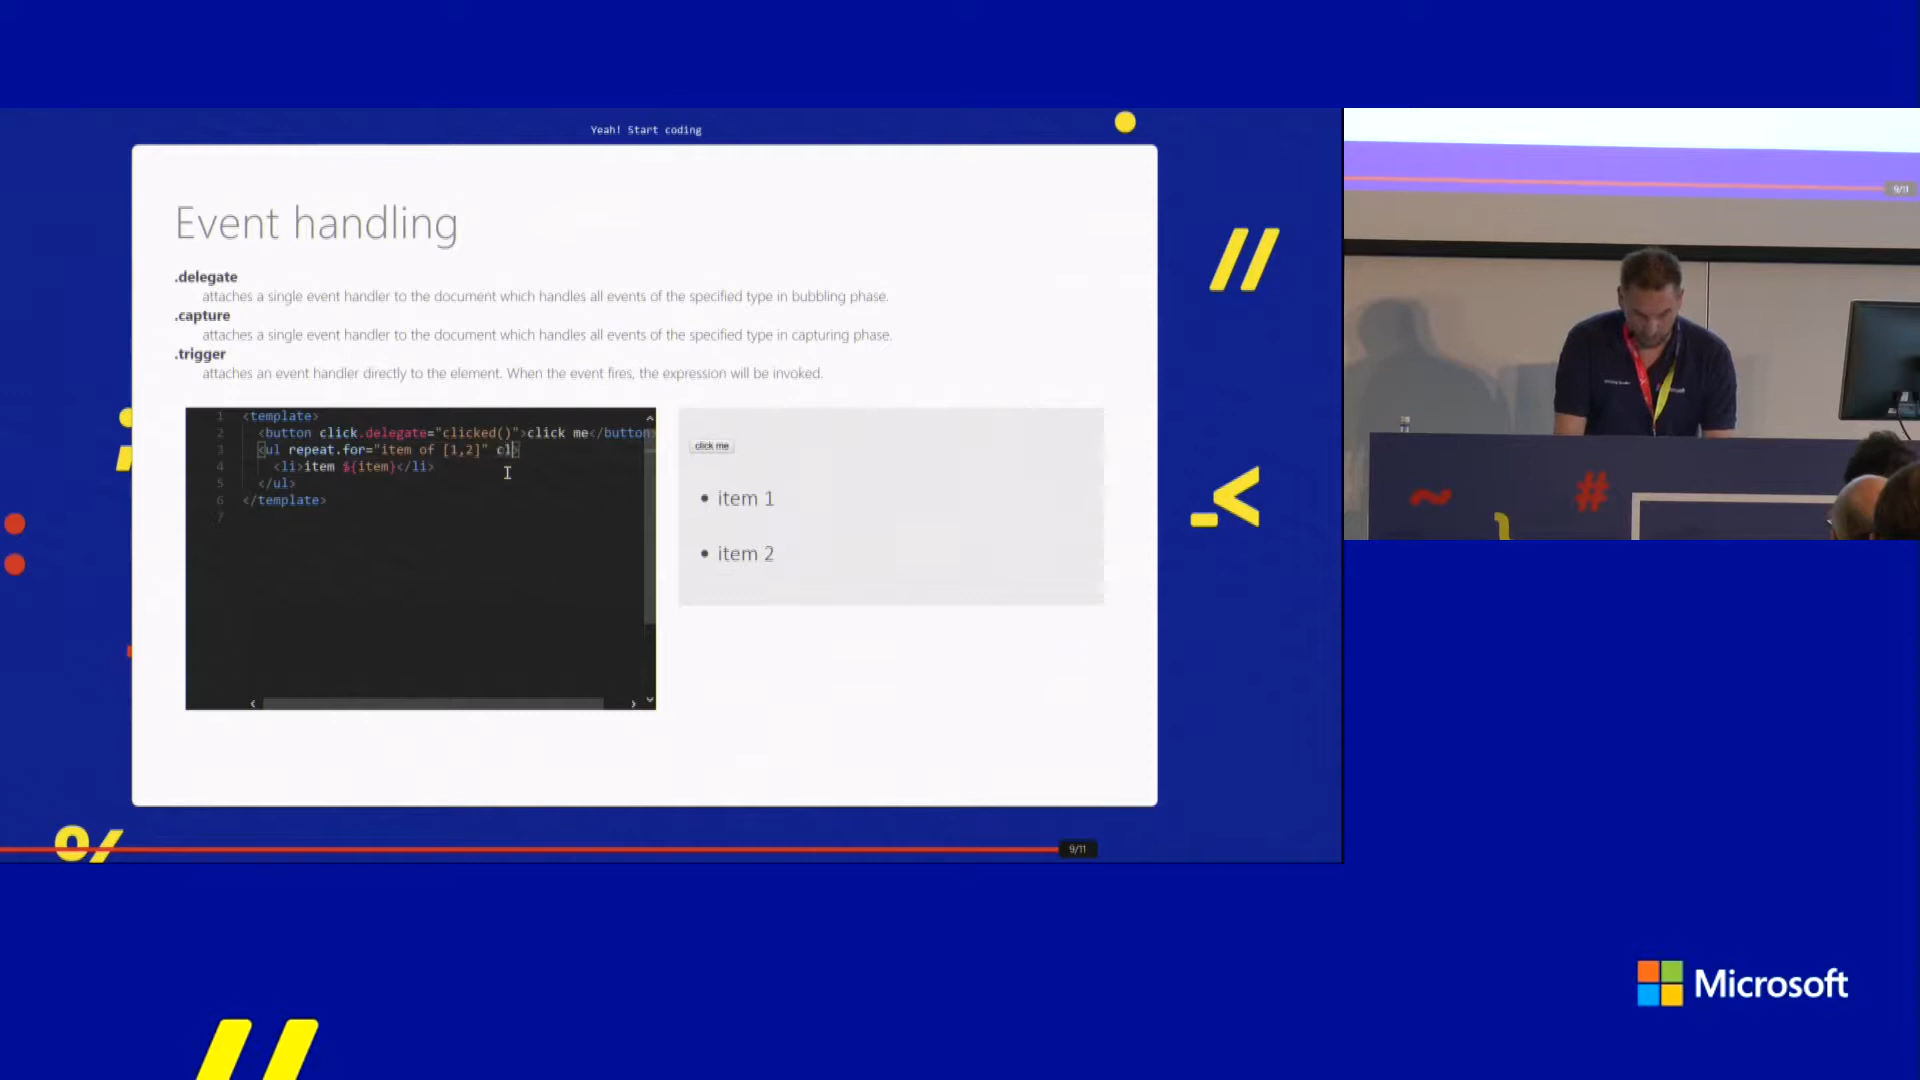 Yeah! Start coding
Event handling
.delegate
attaches a single event handler to the document which handles all events of the specified type in bubbling phase.
.capture
attaches a single event handler to the document which handles all events of the specified type in capturing phase.
.trigger
attaches an event handler directly to the element. When the event fires, the expression will be invoked.
1 <template>
2 <button click.delegate="clicked()">click me</button>
3 <ul repeat.for="item of [1,2]" cl>
4 <li>item ${item}</li>
5 </ul>
6 </template>
7
click me
• item 1
• item 2
9/11
9/11
Microsoft